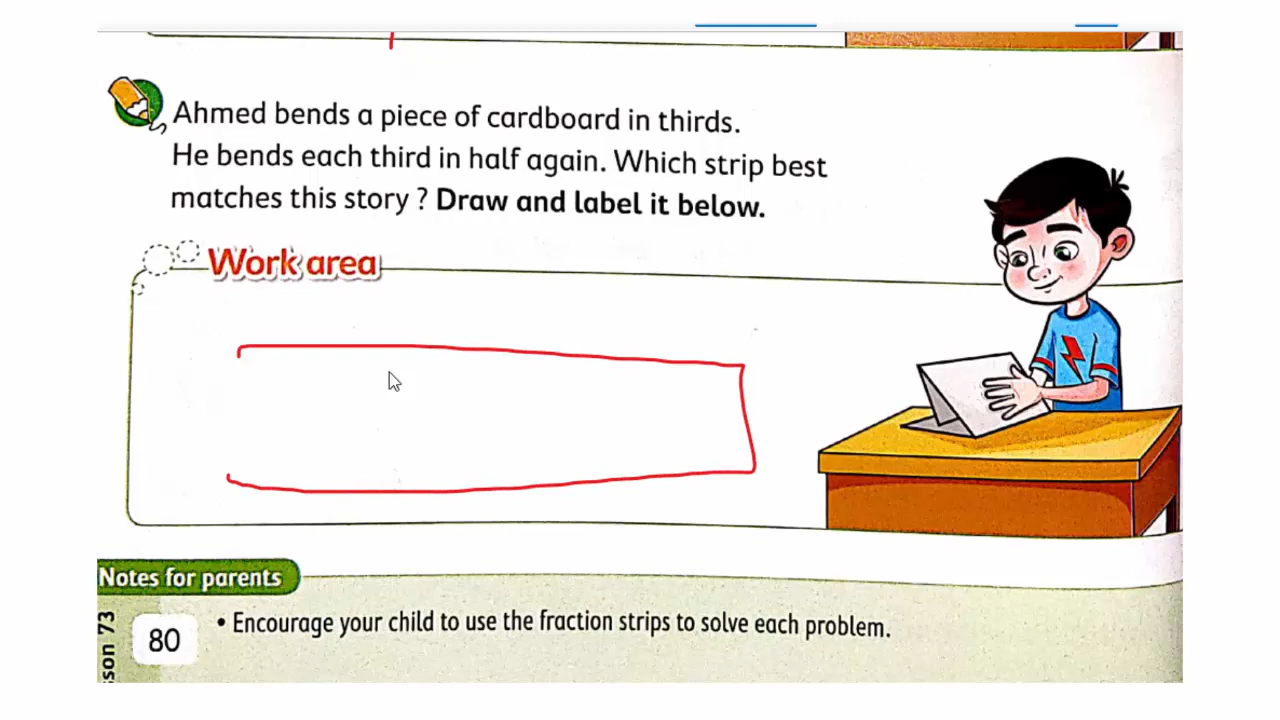 Ahmed bends a piece of cardboard in thirds.
He bends each third in half again. Which strip best
matches this story ? Draw and label it below.
Work area
Notes for parents
80
• Encourage your child to use the fraction strips to solve each problem.
sson 73